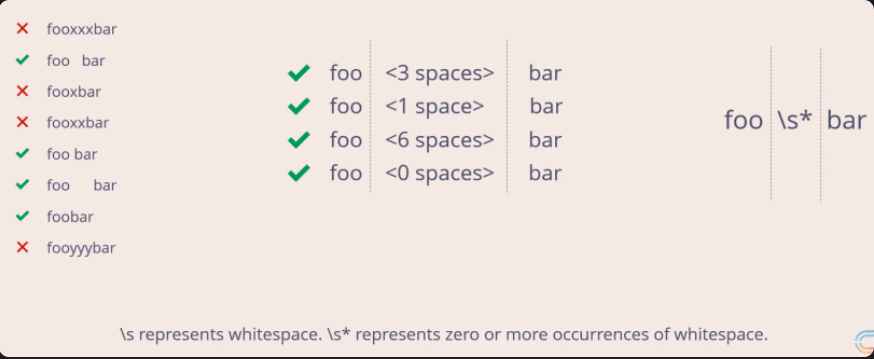 fooxxxbar
foo   bar
fooxbar
fooxxbar
foo bar
foo      bar
foobar
fooyyybar
foo <3 spaces> bar
foo <1 space> bar
foo <6 spaces> bar
foo <0 spaces> bar
foo \s* bar
\s represents whitespace. \s* represents zero or more occurrences of whitespace.